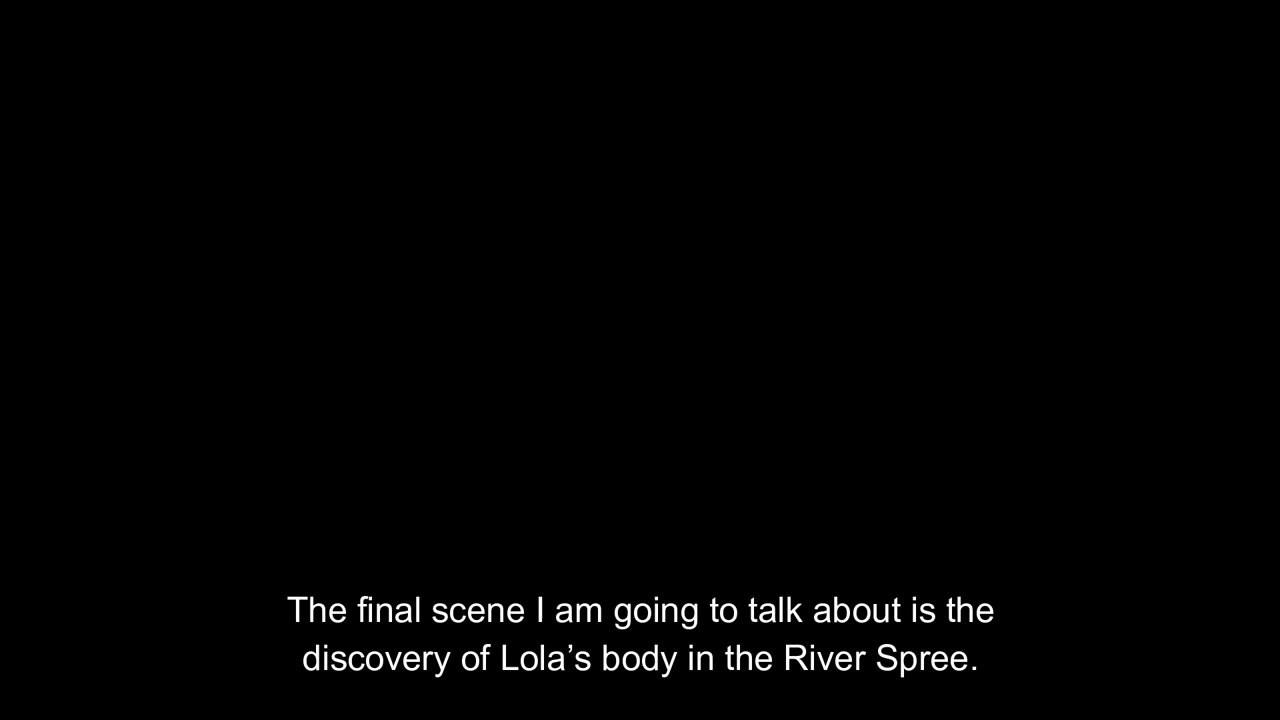 The final scene I am going to talk about is the
discovery of Lola’s body in the River Spree.